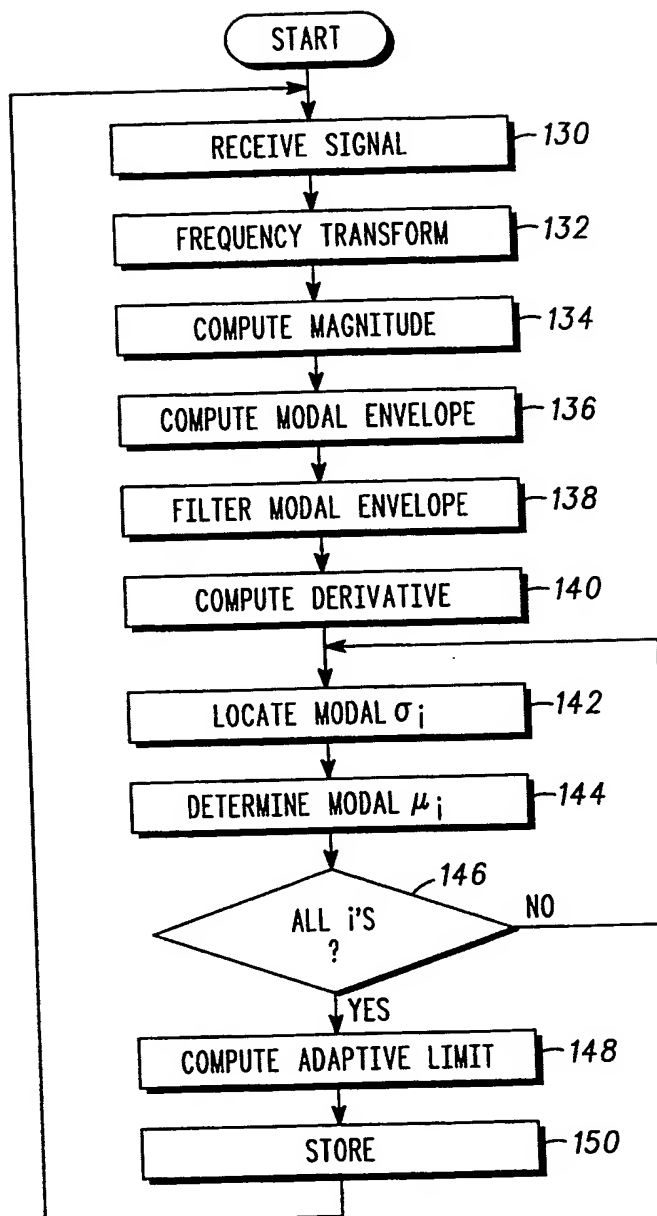 START
RECEIVE SIGNAL 130
FREQUENCY TRANSFORM 132
COMPUTE MAGNITUDE 134
COMPUTE MODAL ENVELOPE 136
FILTER MODAL ENVELOPE 138
COMPUTE DERIVATIVE 140
LOCATE MODAL σi 142
DETERMINE MODAL μi 144
146
ALL i'S
?
NO
YES
COMPUTE ADAPTIVE LIMIT 148
STORE 150